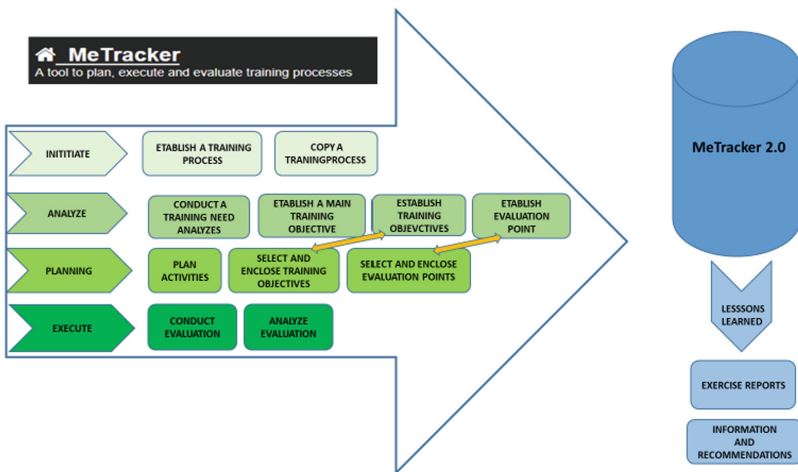 MeTracker
A tool to plan, execute and evaluate training processes
INITITIATE
ETABLISH A TRAINING
PROCESS
COPY A
TRANINGPROCESS
ANALYZE
CONDUCT A
TRAINING NEED
ANALYZES
ETABLISH A MAIN
TRAINING
OBJECTIVE
ESTABLISH
TRAINING
OBJEVCTIVES
ETABLISH
EVALUATION
POINT
PLANNING
PLAN
ACTIVITIES
SELECT AND
ENCLOSE TRAINING
OBJECTIVES
SELECT AND ENCLOSE
EVALUATION POINTS
EXECUTE
CONDUCT
EVALUATION
ANALYZE
EVALUATION
MeTracker 2.0
LESSSONS
LEARNED
EXERCISE REPORTS
INFORMATION
AND
RECOMMENDATIONS